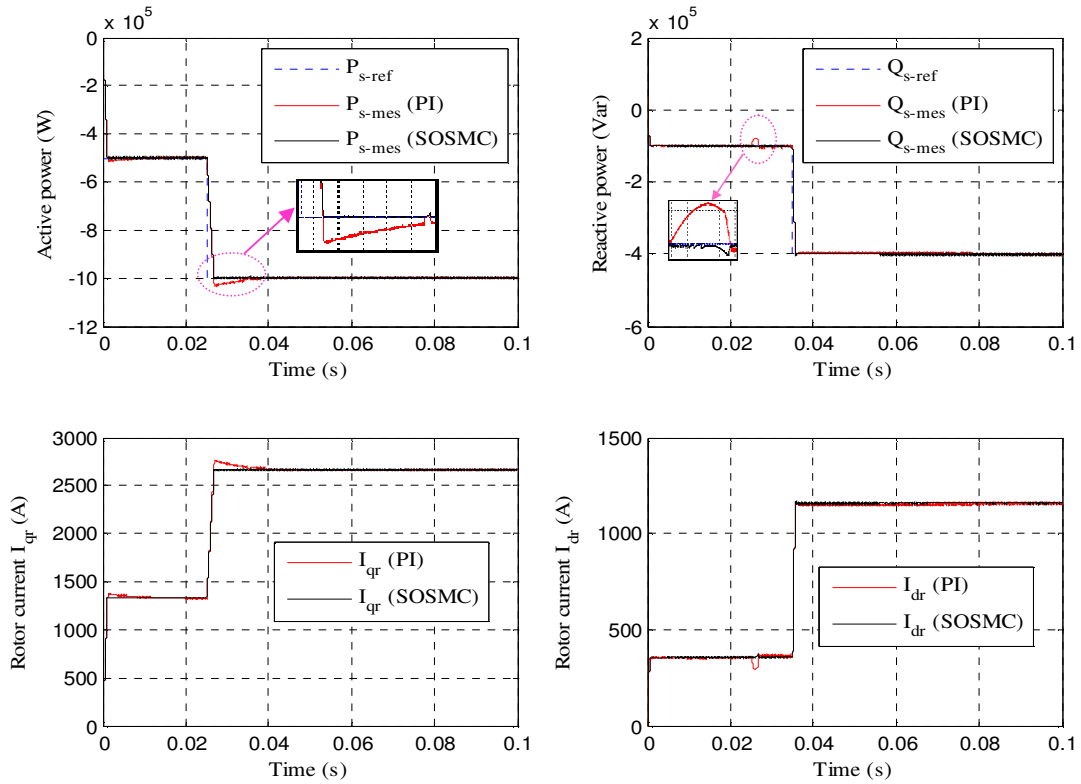 x 10⁵
0
-2
-4
-6
-8
-10
-12
0
0.02
0.04
0.06
0.08
0.1
Time (s)
Active power (W)
P_s-ref
P_s-mes (PI)
P_s-mes (SOSMC)
x 10⁵
2
0
-2
-4
-6
0
0.02
0.04
0.06
0.08
0.1
Time (s)
Reactive power (Var)
Q_s-ref
Q_s-mes (PI)
Q_s-mes (SOSMC)
3000
2500
2000
1500
1000
500
0
0
0.02
0.04
0.06
0.08
0.1
Time (s)
Rotor current I_qr (A)
I_qr (PI)
I_qr (SOSMC)
1500
1000
500
0
0
0.02
0.04
0.06
0.08
0.1
Time (s)
Rotor current I_dr (A)
I_dr (PI)
I_dr (SOSMC)